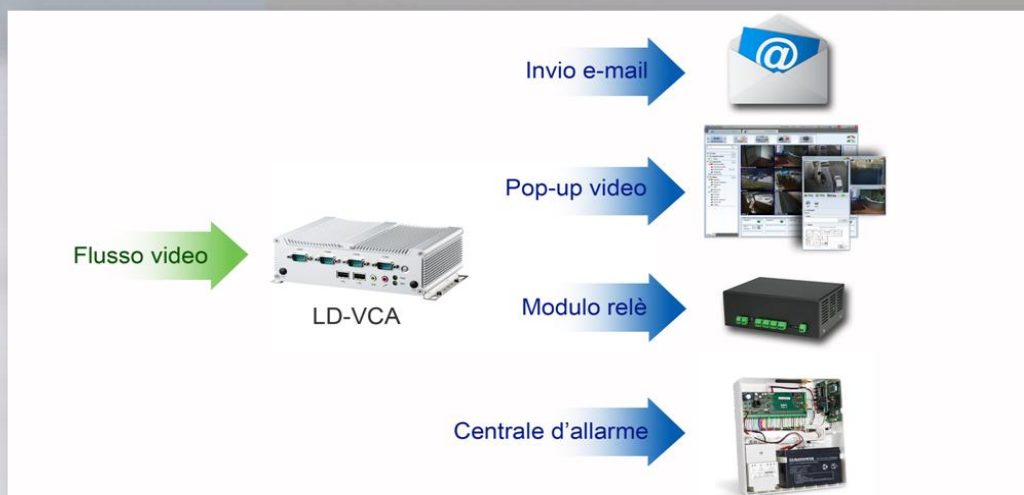 Invio e-mail
Pop-up video
Flusso video
LD-VCA
Modulo relè
Centrale d'allarme